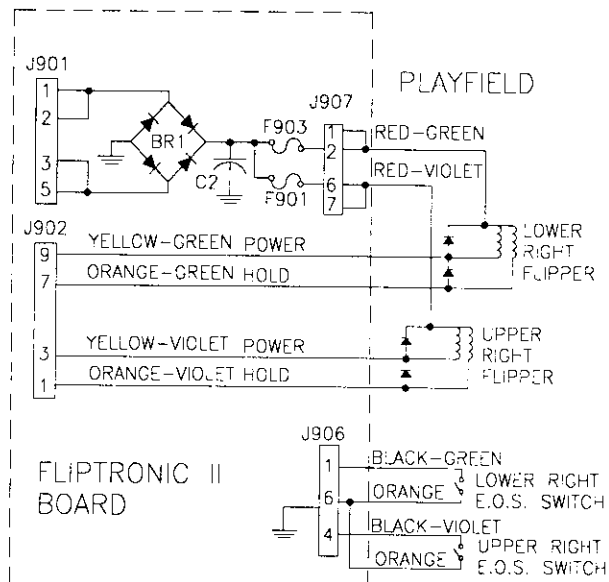 J901
1
2
3
5
BR1
C2
F903
F901
J907
1
2
6
7
PLAYFIELD
RED-GREEN
RED-VIOLET
J902
9
7
3
1
YELLOW-GREEN POWER
ORANGE-GREEN HOLD
YELLOW-VIOLET POWER
ORANGE-VIOLET HOLD
LOWER
RIGHT
FLIPPER
UPPER
RIGHT
FLIPPER
FLIPTRONIC II
BOARD
J906
1
6
4
BLACK-GREEN
ORANGE
BLACK-VIOLET
ORANGE
LOWER RIGHT
E.O.S. SWITCH
UPPER RIGHT
E.O.S. SWITCH